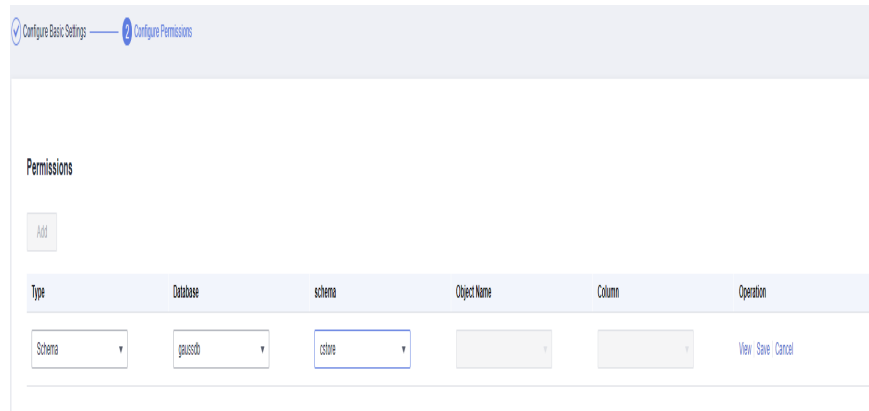 Configure Basic Settings 2 Configure Permissions
Permissions
Add
Type Database schema Object Name Column Operation
Schema gaussdb cstore View Save Cancel